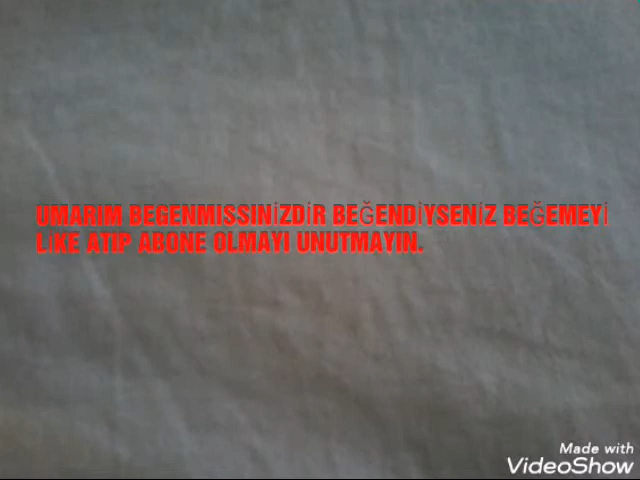 UMARIM BEGENMISSINİZDİR BEĞENDİYSENİZ BEĞEMEYİ
LİKE ATIP ABONE OLMAYI UNUTMAYIN.
Made with
VideoShow